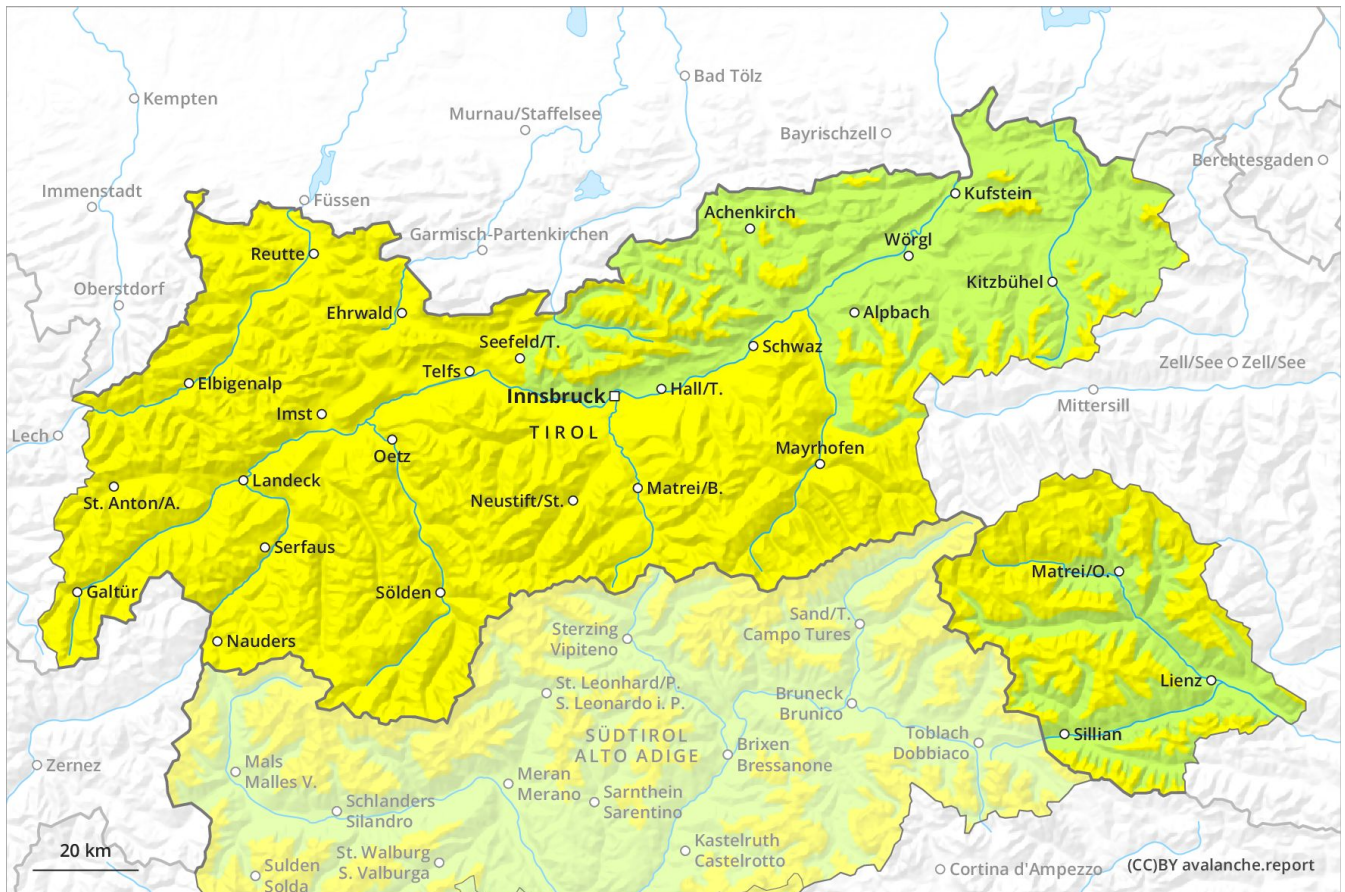 Bad Tölz
Kempten
Murnau/Staffelsee
Bayrischzell
Berchtesgaden
Immenstadt
Füssen
Kufstein
Achenkirch
Garmisch-Partenkirchen
Wörgl
Reutte
Oberstdorf
Kitzbühel
Ehrwald
Alpbach
Seefeld/T.
Schwaz
Zell/See
Zell/See
Telfs
Elbigenalp
Hall/T.
Innsbruck
Mittersill
Imst
TIROL
Lech
Oetz
Mayrhofen
Landeck
Matrei/B.
St. Anton/A.
Neustift/St.
Serfaus
Matrei/O.
Galtür
Sölden
Sand/T.
Campo Tures
Sterzing
Vipiteno
Nauders
Lienz
St. Leonhard/P.
S. Leonardo i. P.
Bruneck
Brunico
SÜDTIROL
ALTO ADIGE
Toblach
Dobbiaco
Sillian
Brixen
Bressanone
Zernez
Mals
Malles V.
Meran
Merano
Sarnthein
Sarentino
Schlanders
Silandro
Kastelruth
Castelrotto
20 km
St. Walburg
S. Valburga
Sulden
Solda
Cortina d'Ampezzo
(CC)BY avalanche.report